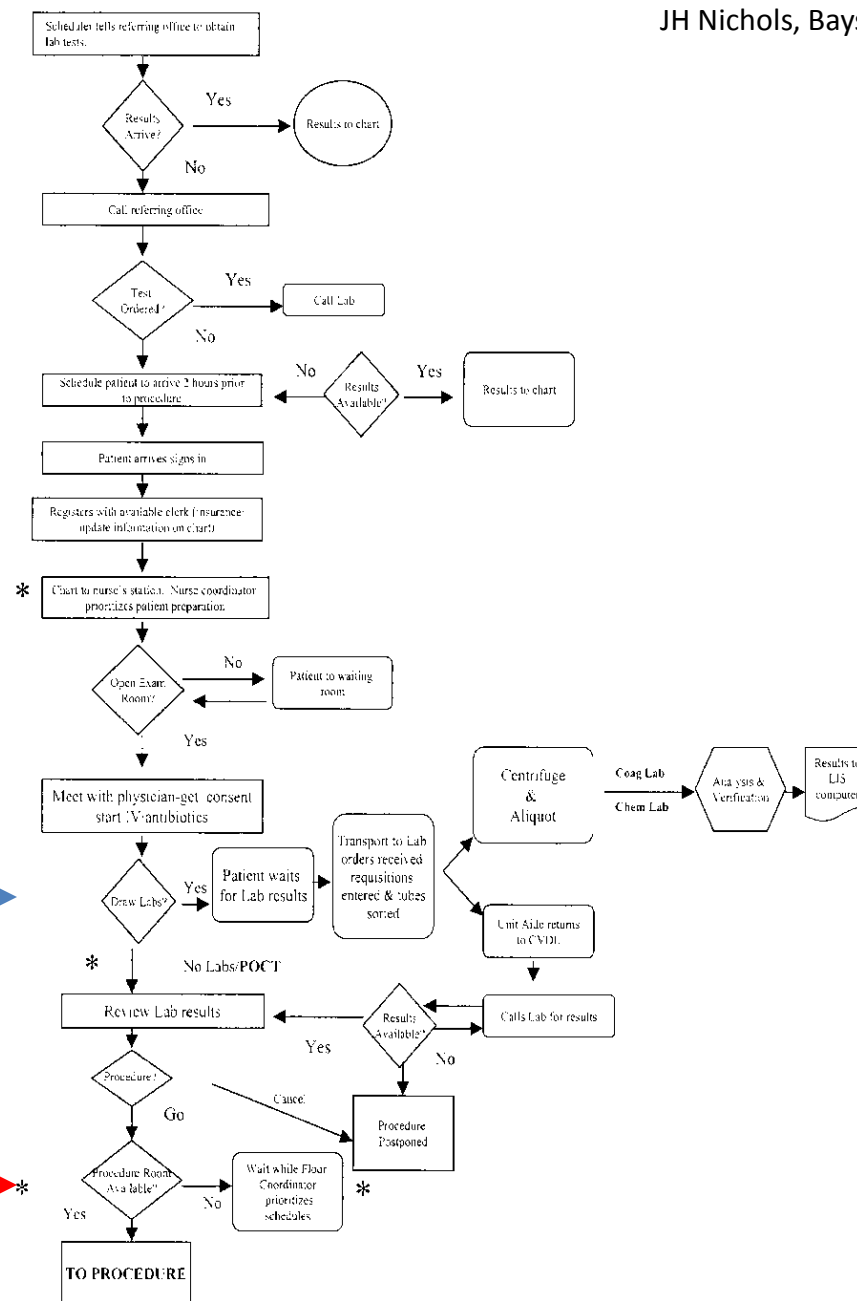 JH Nichols, Bays
Scheduler tells referring office to obtain
lab tests.
Results
Arrive?
Yes
Results to chart
No
Call referring office
Test
Ordered?
Yes
Call Lab
No
Schedule patient to arrive 2 hours prior
to procedure
No
Results
Available?
Yes
Results to chart
Patient arrives signs in
Registers with available clerk (insurance-
update information on chart)
* Chart to nurse's station. Nurse coordinator
prioritizes patient preparation
Open Exam
Room?
No
Patient to waiting
room
Yes
Meet with physician-get consent
start IV-antibiotics
Draw Labs?
Yes
Patient waits
for Lab results
Transport to Lab
orders received
requisitions
entered & tubes
sorted
Centrifuge
&
Aliquot
Coag Lab
Chem Lab
Analysis &
Verification
Results to
LIS
computer
Unit Aide returns
to CVDL
Calls Lab for results
* No Labs/POCT
Review Lab results
Yes
Results
Available?
No
Procedure?
Cancel
Procedure
Postponed
Go
* Procedure Room
Available?
No
Wait while Floor
Coordinator
prioritizes
schedules
*
Yes
TO PROCEDURE